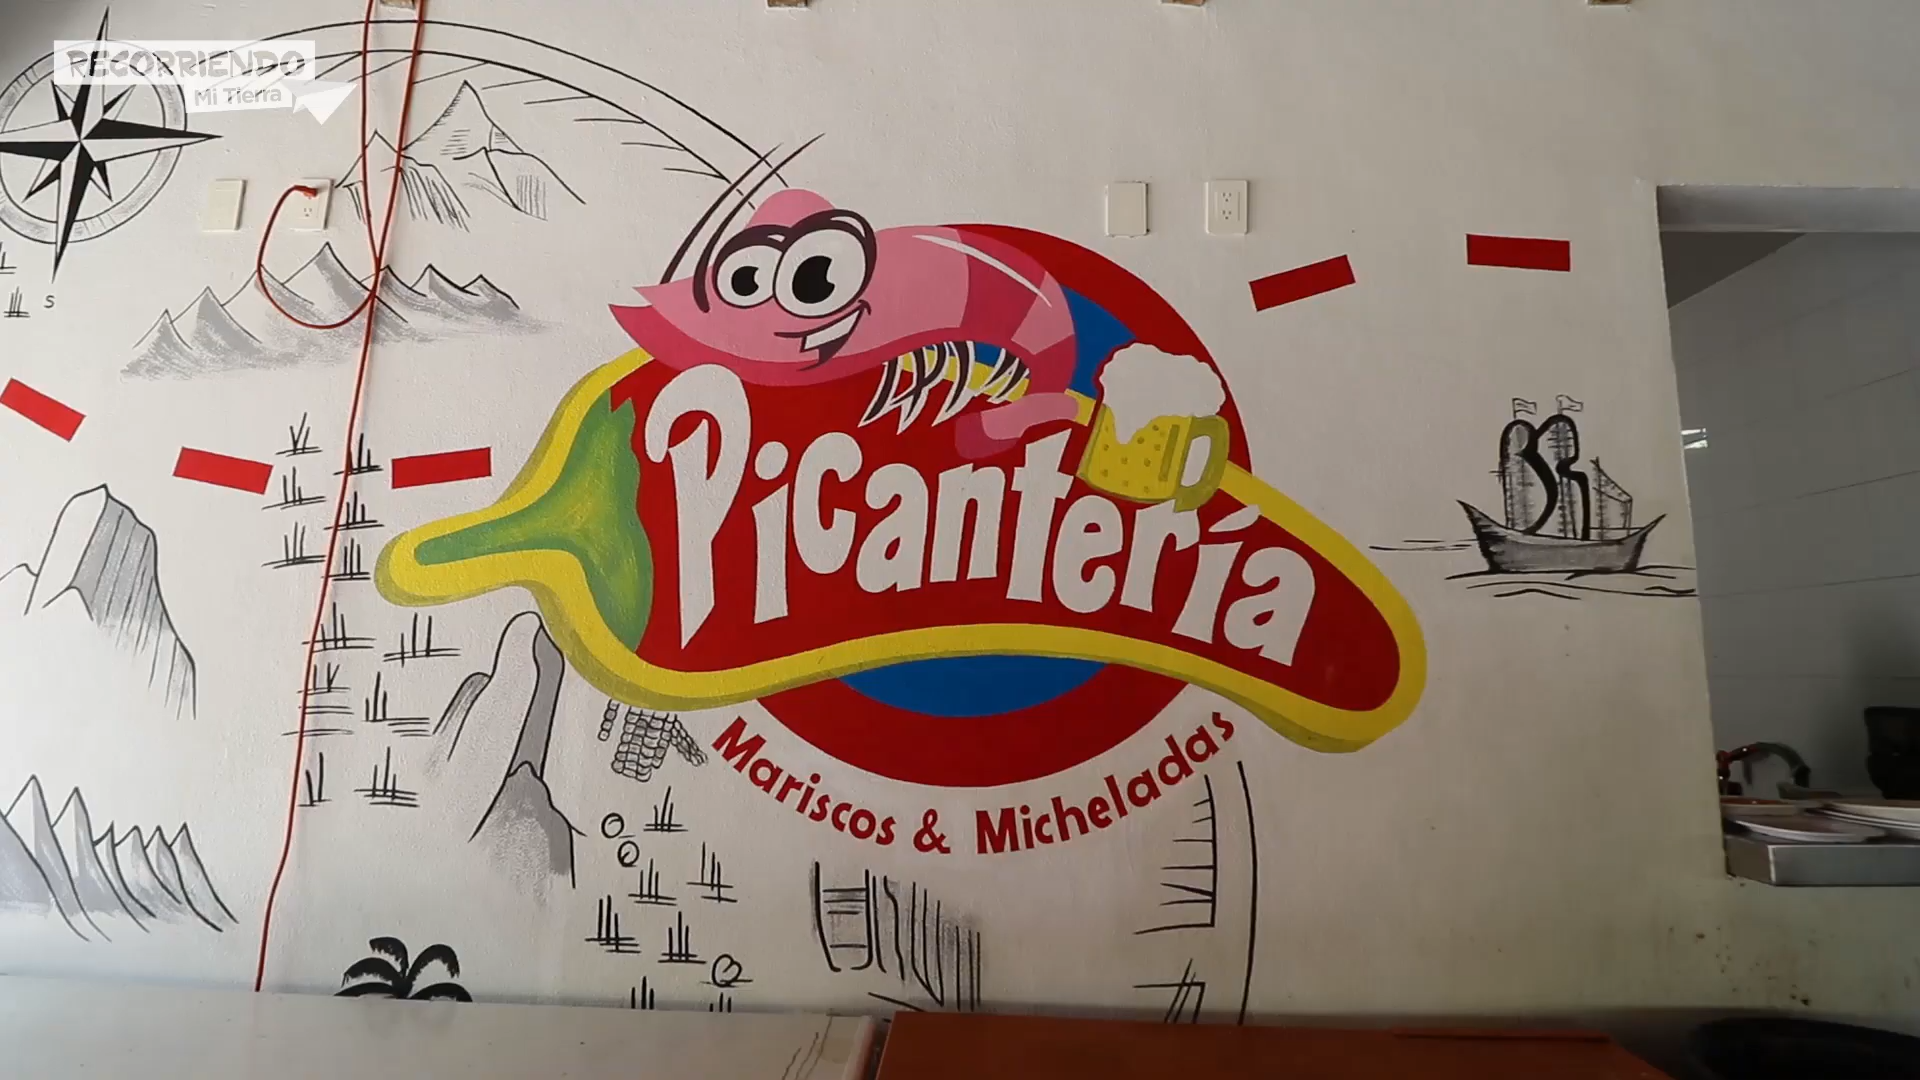 RECORRIENDO
Mi Tierra
S
Picantería
Mariscos & Micheladas